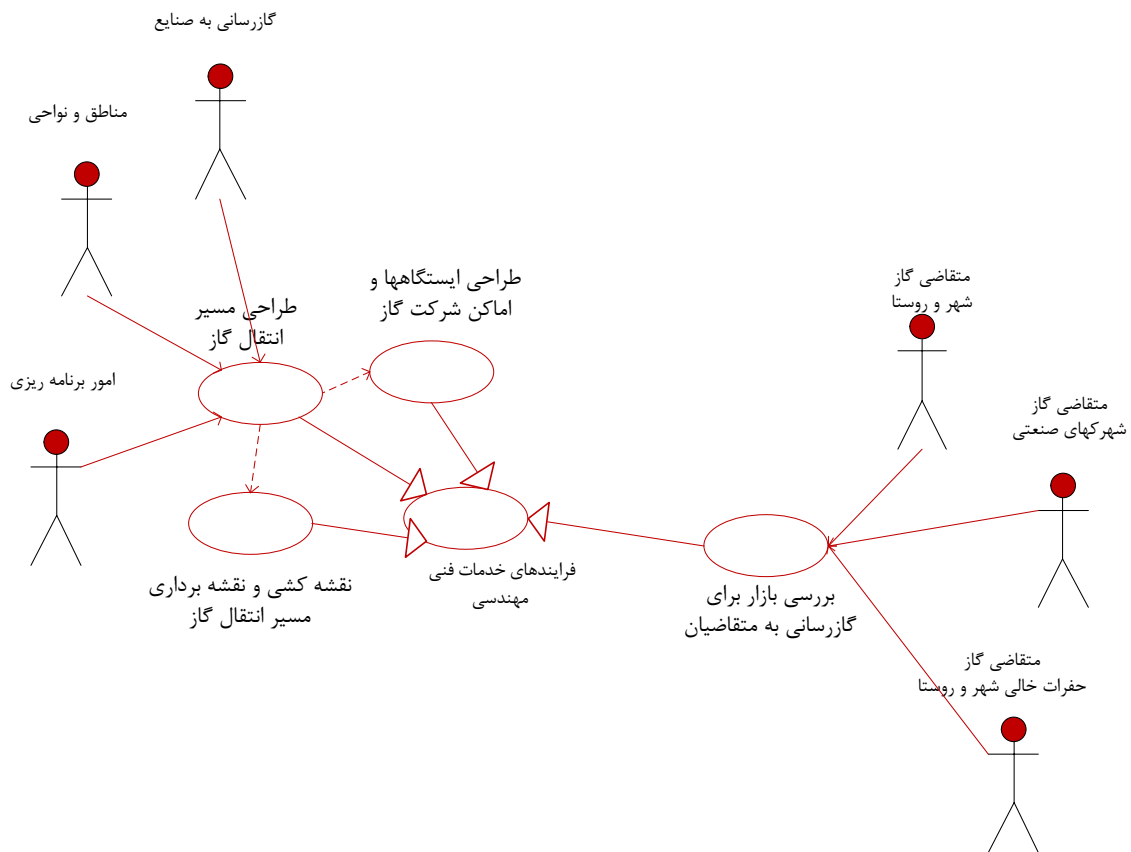 گازرسانی به صنایع
مناطق و نواحی
طراحی ایستگاهها و
اماکن شرکت گاز
طراحی مسیر
انتقال گاز
متقاضی گاز
شهر و روستا
امور برنامه ریزی
متقاضی گاز
شهرکهای صنعتی
فرایندهای خدمات فنی
مهندسی
نقشه کشی و نقشه برداری
مسیر انتقال گاز
بررسی بازار برای
گازرسانی به متقاضیان
متقاضی گاز
حفرات خالی شهر و روستا